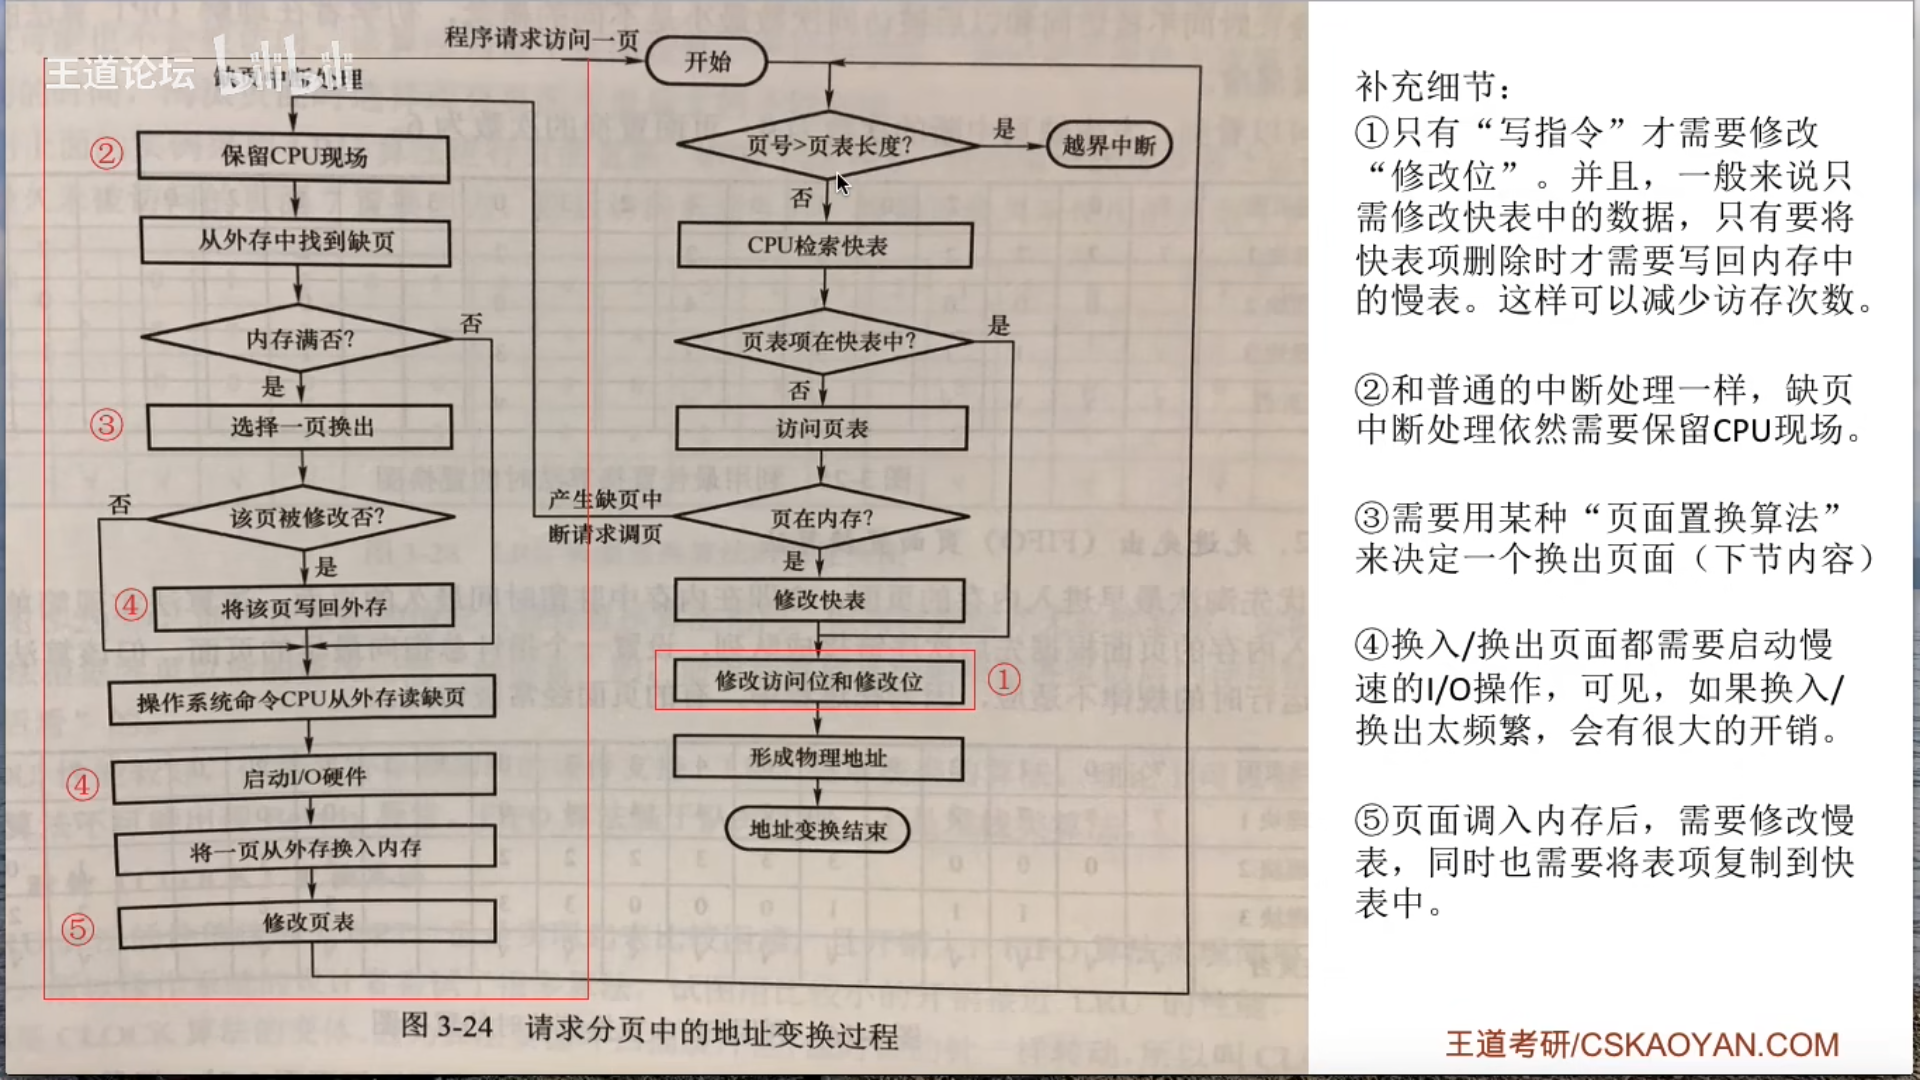 王道论坛
bilibili
程序请求访问一页
开始
缺页中断处理
②
保留CPU现场
从外存中找到缺页
内存满否?
否
是
③
选择一页换出
否
该页被修改否?
是
④
将该页写回外存
操作系统命令CPU从外存读缺页
④
启动I/O硬件
将一页从外存换入内存
⑤
修改页表
页号>页表长度?
是
越界中断
否
CPU检索快表
页表项在快表中?
是
否
访问页表
产生缺页中
断请求调页
页在内存?
是
修改快表
修改访问位和修改位
①
形成物理地址
地址变换结束
图 3-24 请求分页中的地址变换过程
补充细节：
①只有“写指令”才需要修改
“修改位”。并且，一般来说只
需修改快表中的数据，只有要将
快表项删除时才需要写回内存中
的慢表。这样可以减少访存次数。
②和普通的中断处理一样，缺页
中断处理依然需要保留CPU现场。
③需要用某种“页面置换算法”
来决定一个换出页面（下节内容）
④换入/换出页面都需要启动慢
速的I/O操作，可见，如果换入/
换出太频繁，会有很大的开销。
⑤页面调入内存后，需要修改慢
表，同时也需要将表项复制到快
表中。
王道考研/CSKAOYAN.COM